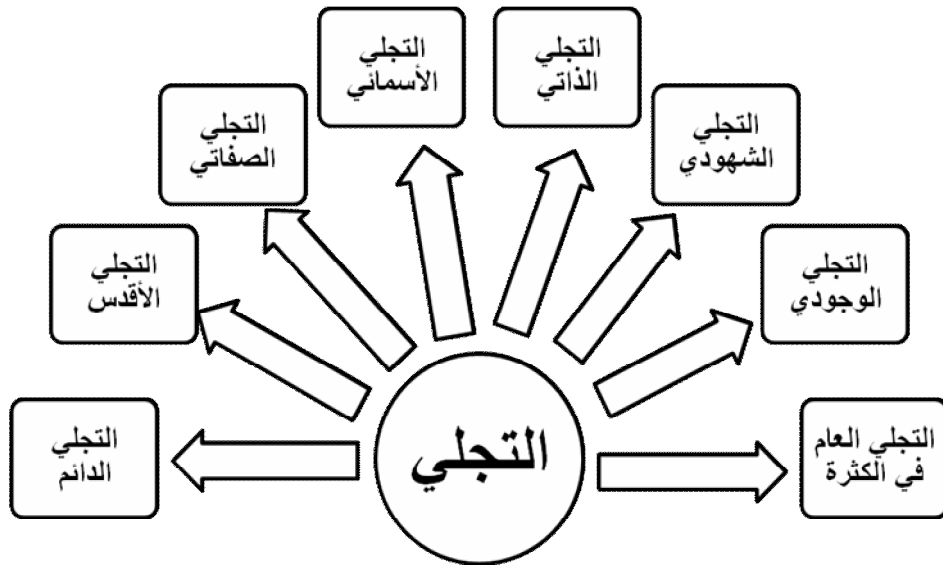 التجلي
الذاتي
التجلي
الأسمائي
التجلي
الشهودي
التجلي
الصفاتي
التجلي
الوجودي
التجلي
الأقدس
التجلي العام
في الكثرة
التجلي
الدائم
التجلي